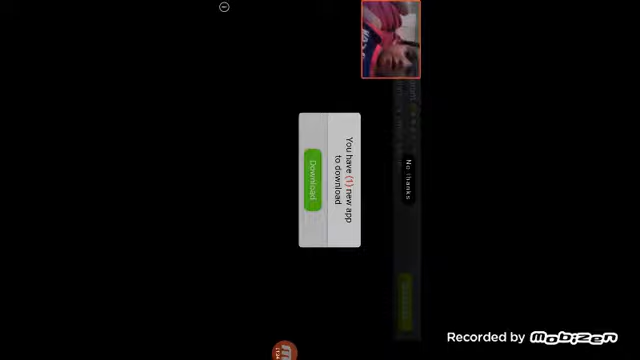 You have (1) new app
to download
Download
No thanks
Recorded by mobizen